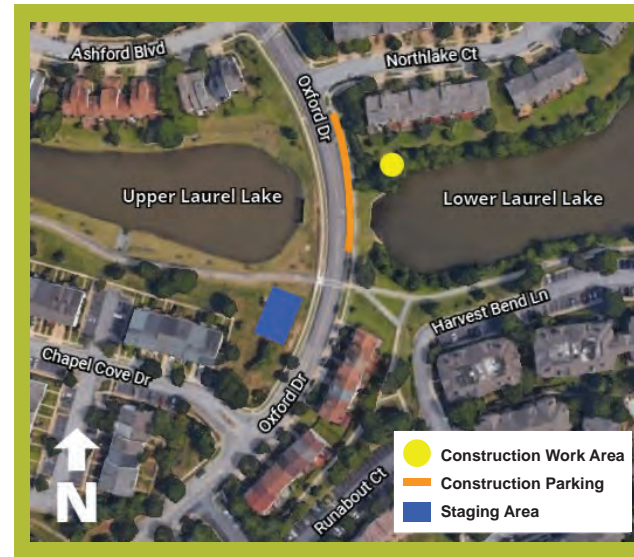 Ashford Blvd
Northlake Ct
Oxford Dr
Upper Laurel Lake
Lower Laurel Lake
Harvest Bend Ln
Chapel Cove Dr
Oxford Dr
Runabout Ct
N
Construction Work Area
Construction Parking
Staging Area